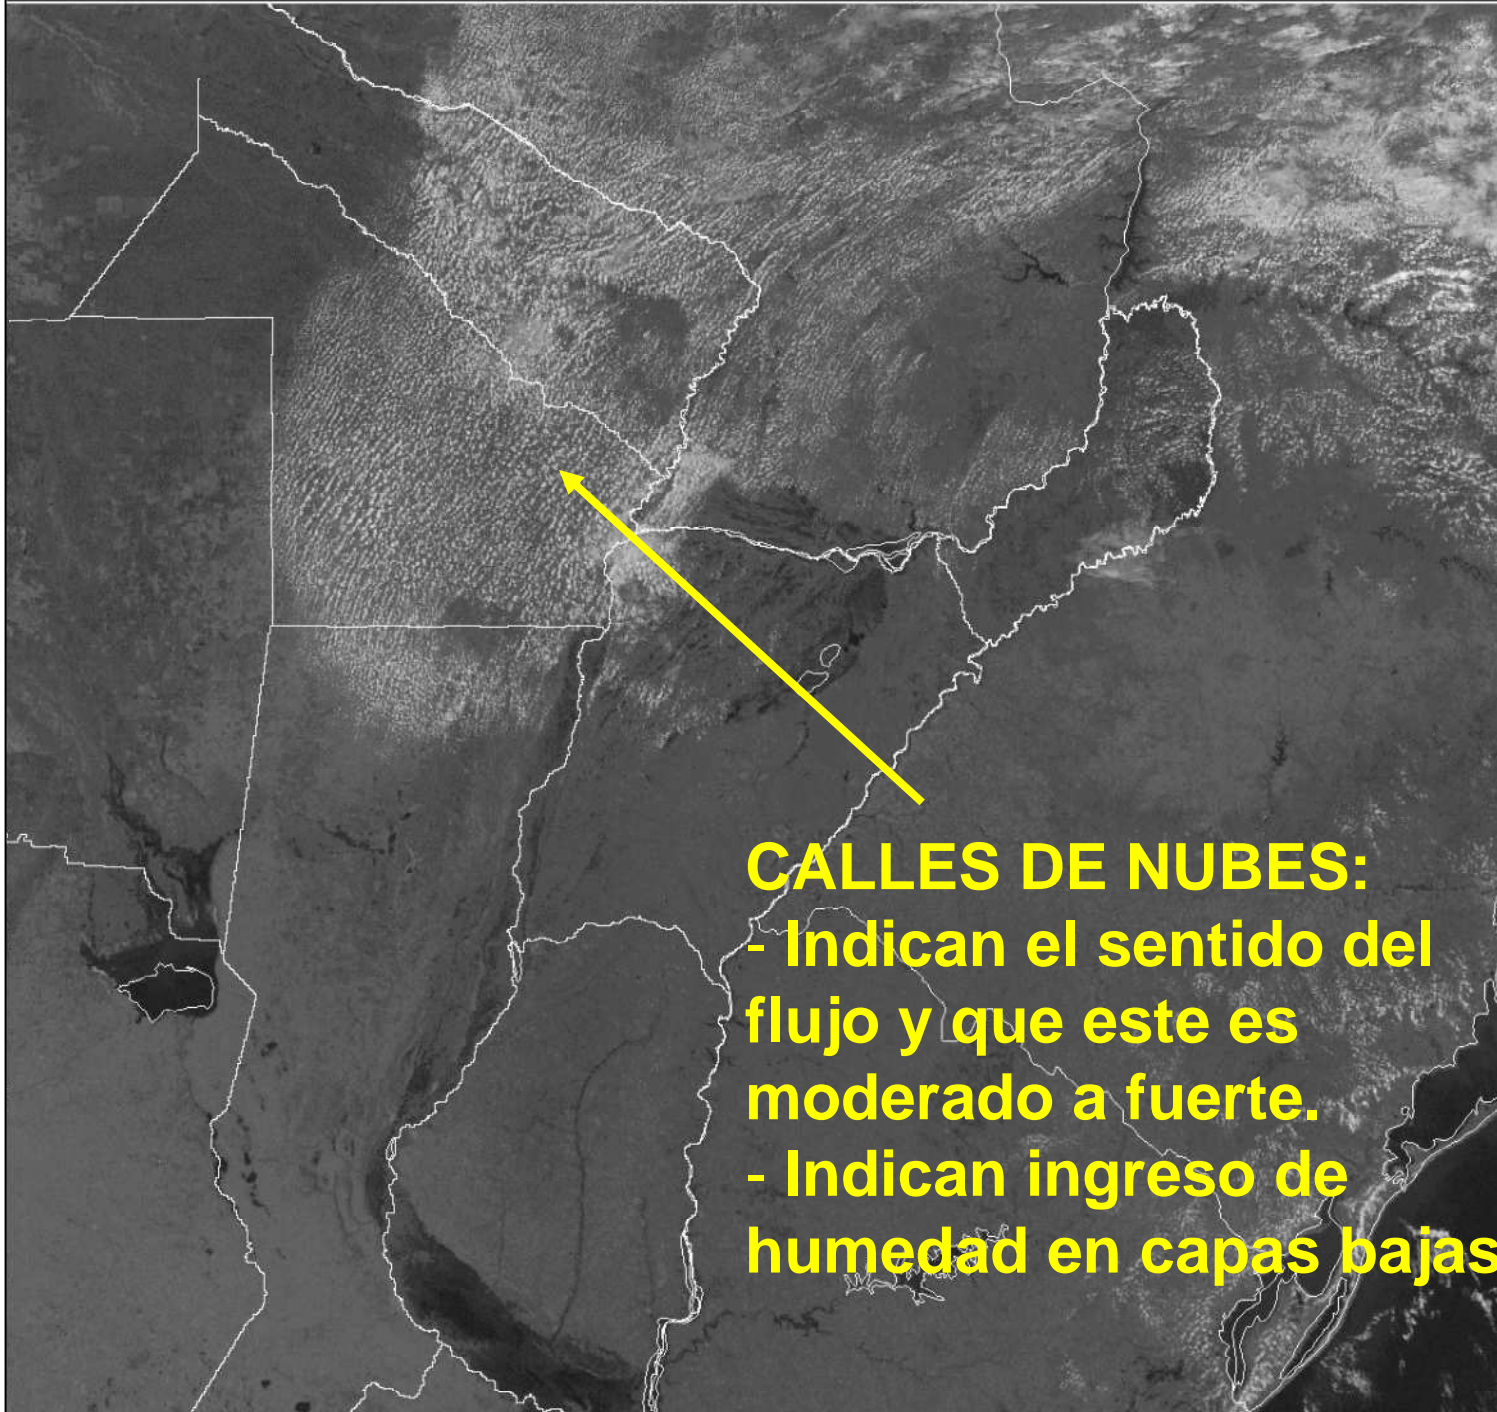 CALLES DE NUBES:
- Indican el sentido del
flujo y que este es
moderado a fuerte.
- Indican ingreso de
humedad en capas bajas